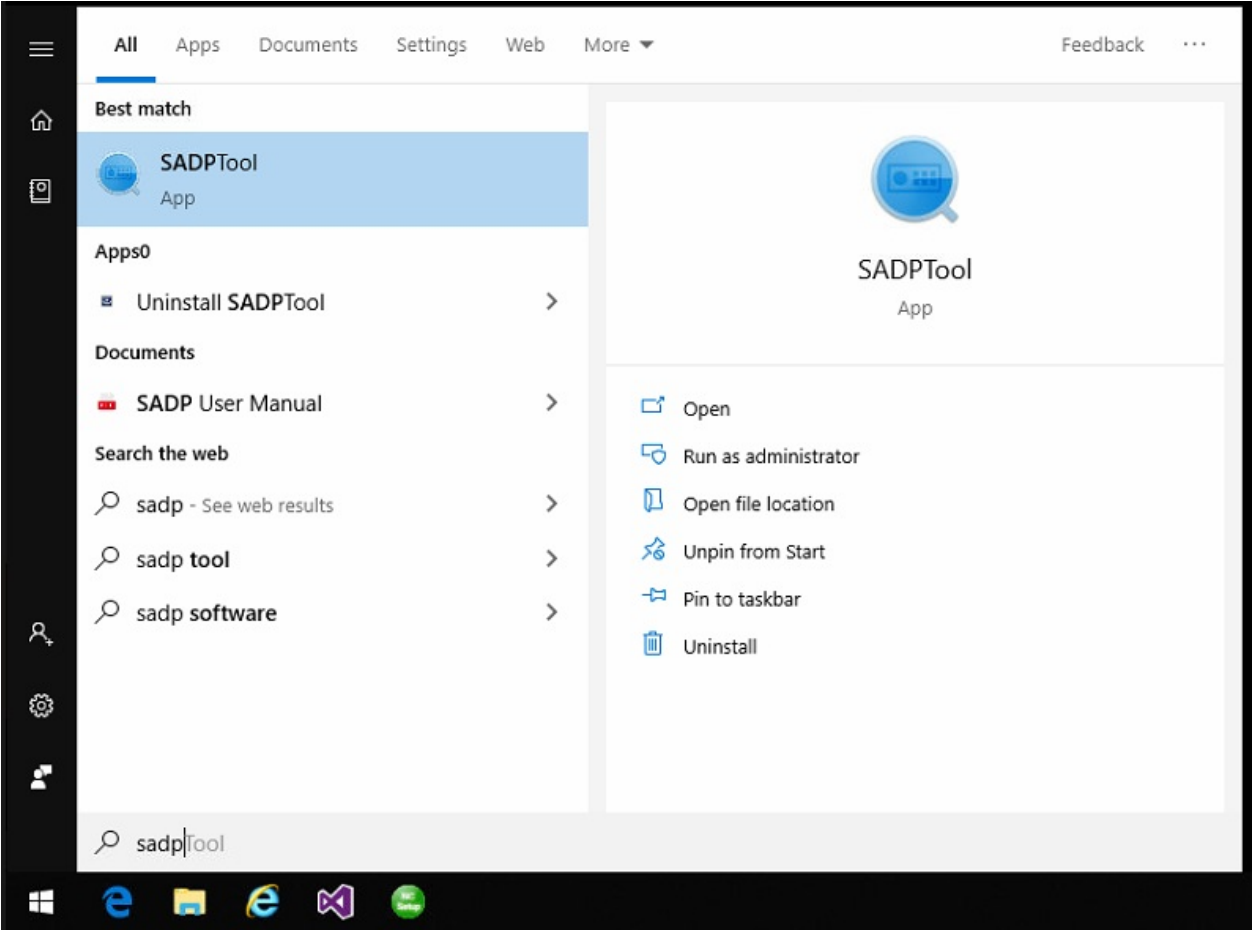 All Apps Documents Settings Web More Feedback ...
Best match
SADPTool
App
Apps0
Uninstall SADPTool
Documents
SADP User Manual
Search the web
sadp - See web results
sadp tool
sadp software
SADPTool
App
Open
Run as administrator
Open file location
Unpin from Start
Pin to taskbar
Uninstall
sadpTool
Setup